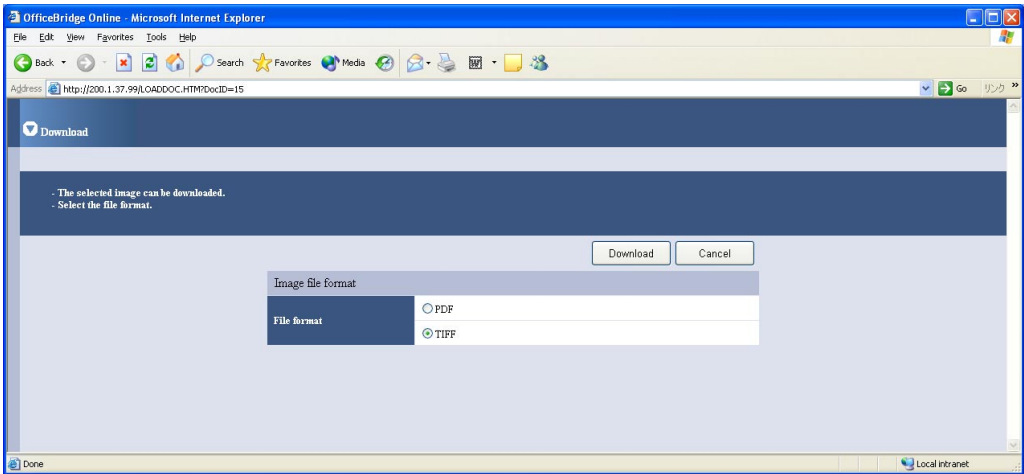 OfficeBridge Online - Microsoft Internet Explorer
File Edit View Favorites Tools Help
Back Search Favorites Media
Address http://200.1.37.99/LOADDOC.HTM?DocID=15 Go リンク »
Download
- The selected image can be downloaded.
- Select the file format.
Download Cancel
Image file format
File format
PDF
TIFF
Done Local intranet